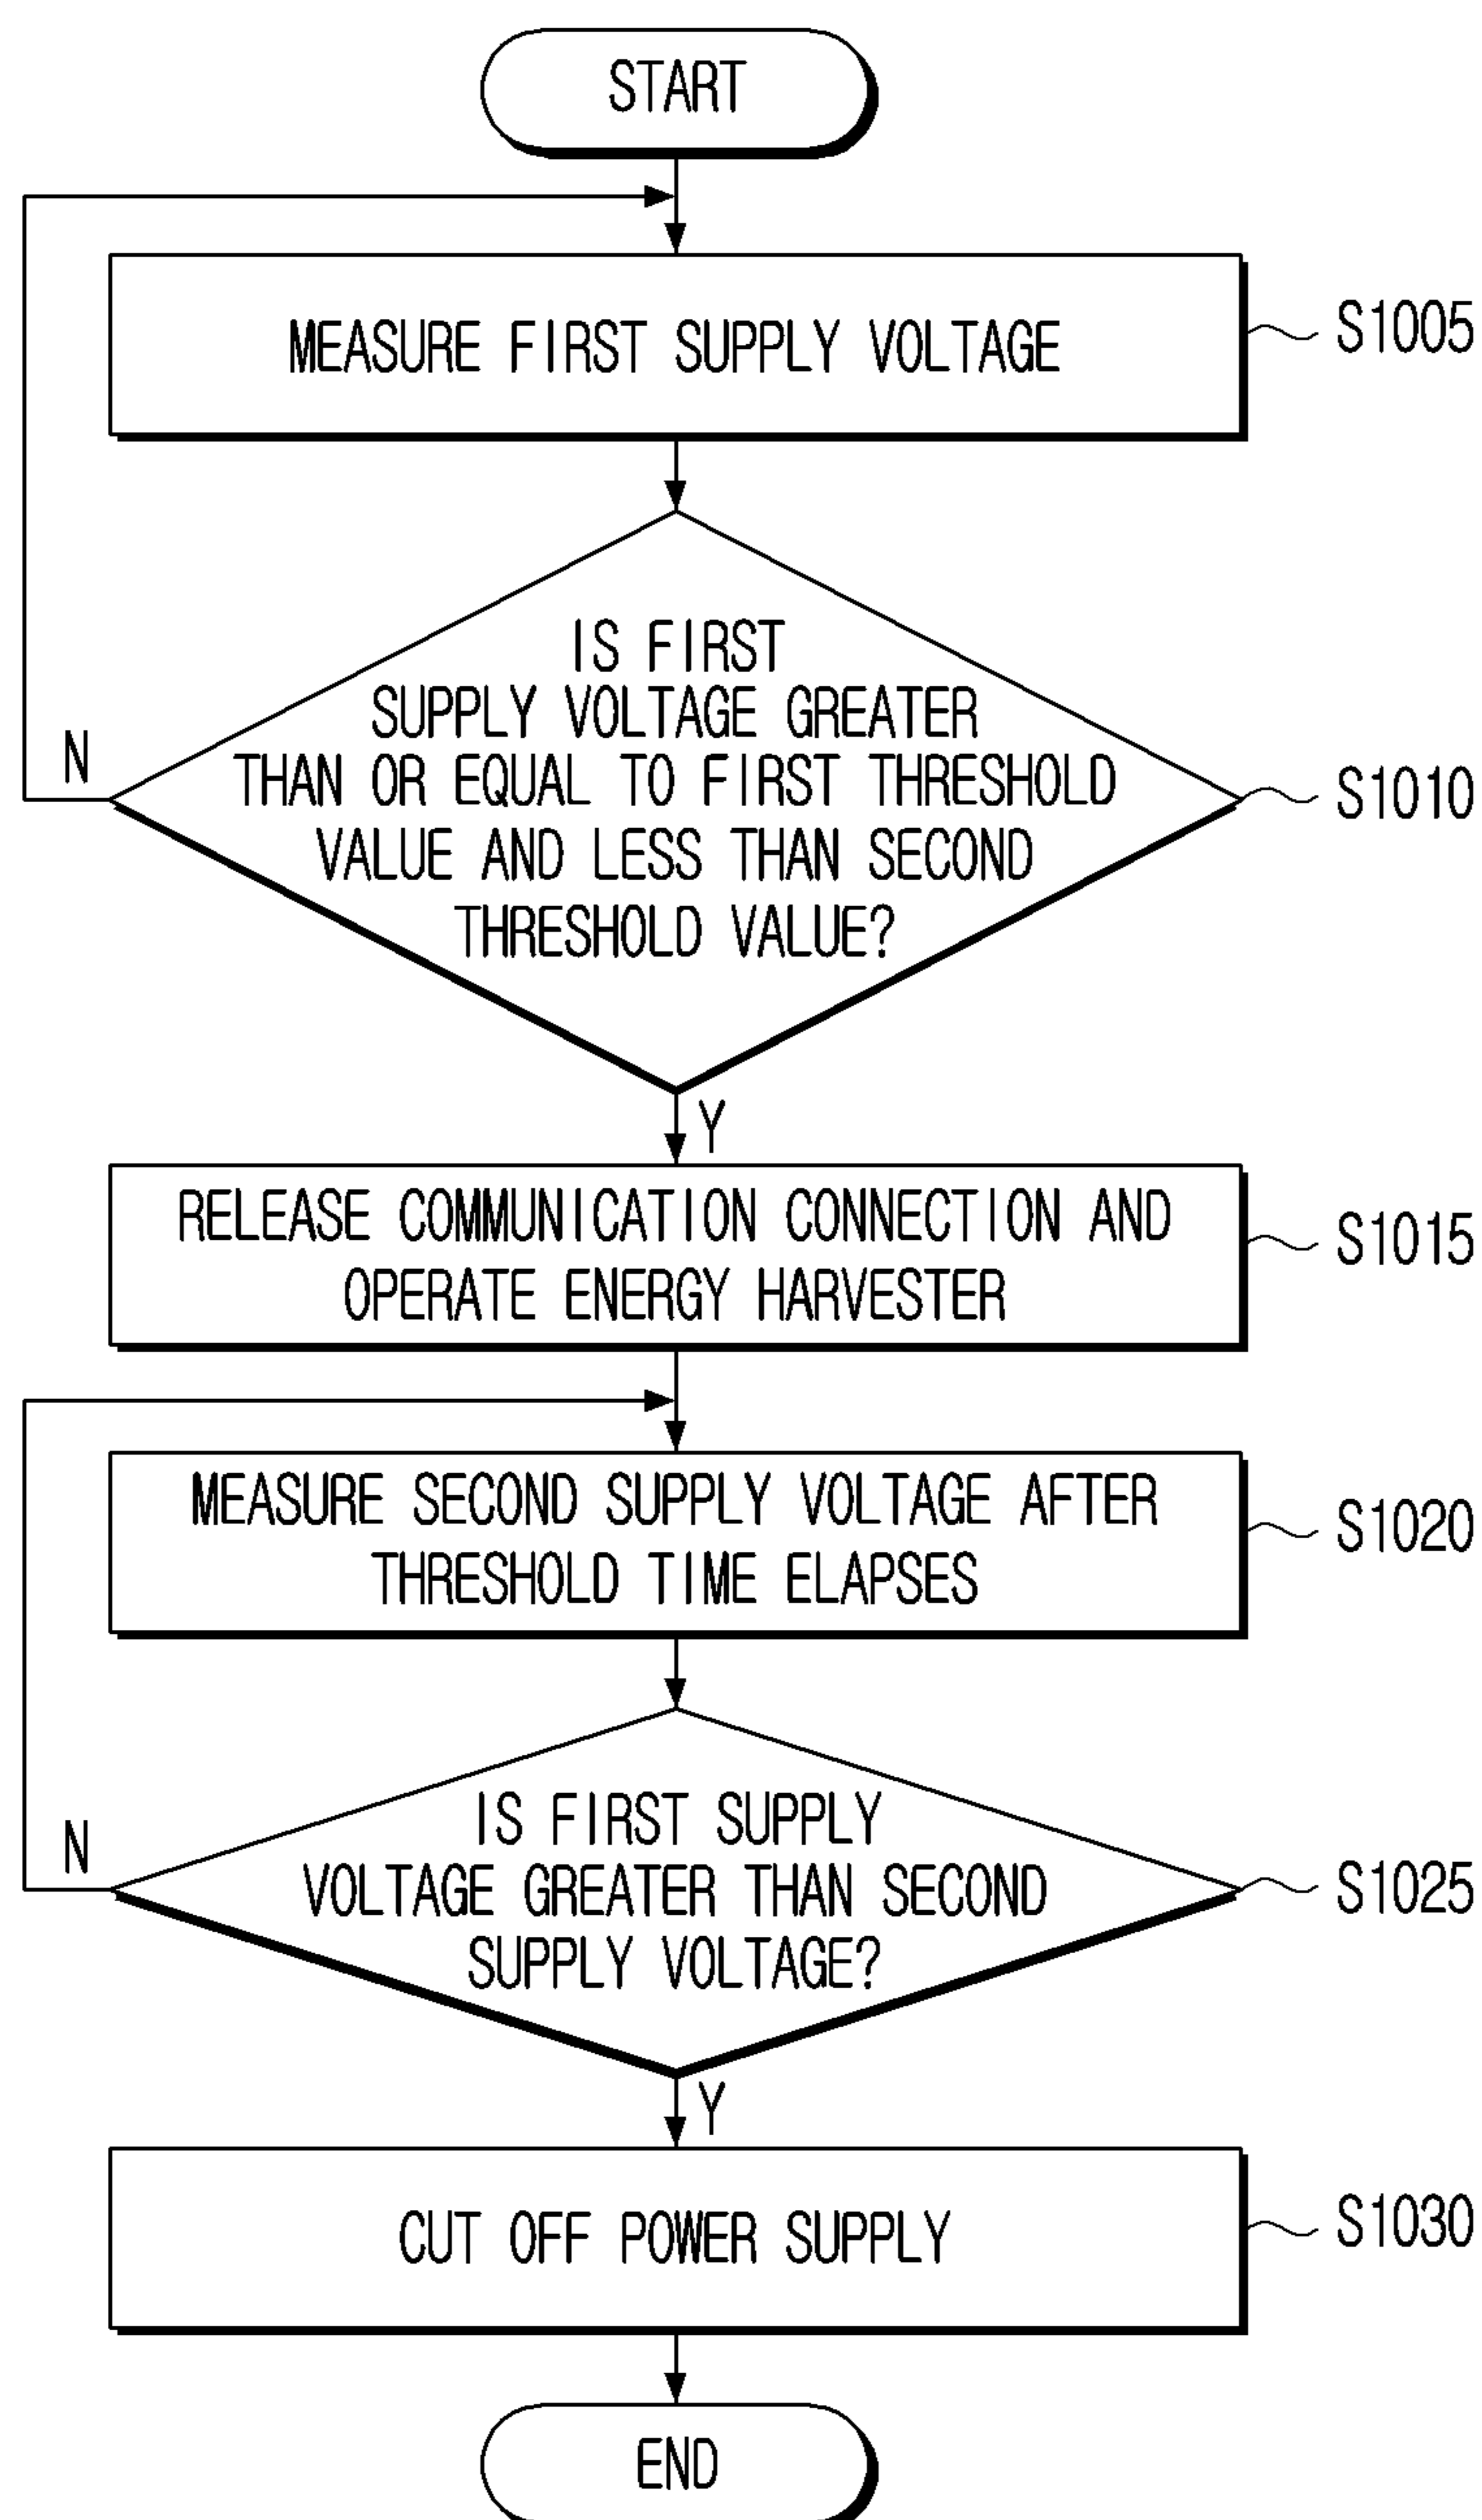 START
MEASURE FIRST SUPPLY VOLTAGE
S1005
IS FIRST
SUPPLY VOLTAGE GREATER
THAN OR EQUAL TO FIRST THRESHOLD
VALUE AND LESS THAN SECOND
THRESHOLD VALUE?
N
S1010
Y
RELEASE COMMUNICATION CONNECTION AND
OPERATE ENERGY HARVESTER
S1015
MEASURE SECOND SUPPLY VOLTAGE AFTER
THRESHOLD TIME ELAPSES
S1020
IS FIRST SUPPLY
VOLTAGE GREATER THAN SECOND
SUPPLY VOLTAGE?
N
S1025
Y
CUT OFF POWER SUPPLY
S1030
END